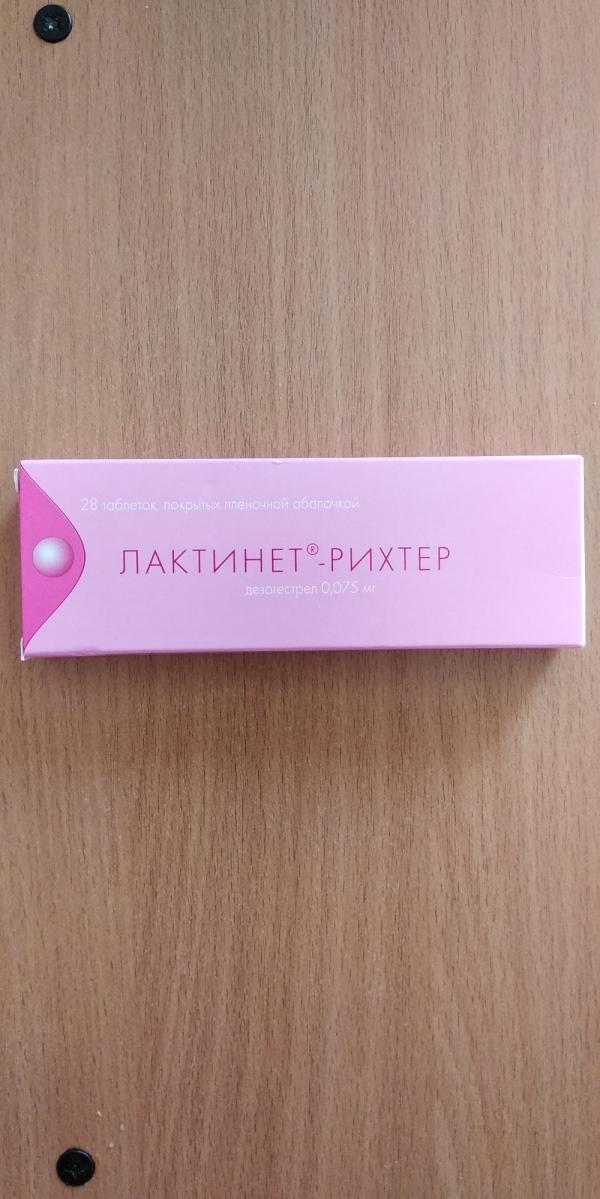 28 таблеток, покрытых пленочной оболочкой
ЛАКТИНЕТ®-РИХТЕР
дезогестрел 0,075 мг